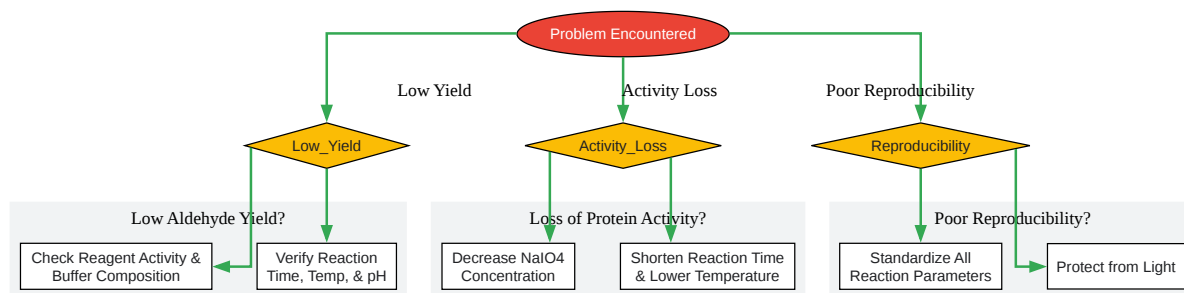 Problem Encountered
Low Yield
Activity Loss
Poor Reproducibility
Low_Yield
Activity_Loss
Reproducibility
Low Aldehyde Yield?
Loss of Protein Activity?
Poor Reproducibility?
Check Reagent Activity &
Buffer Composition
Verify Reaction
Time, Temp, & pH
Decrease NaIO4
Concentration
Shorten Reaction Time
& Lower Temperature
Standardize All
Reaction Parameters
Protect from Light